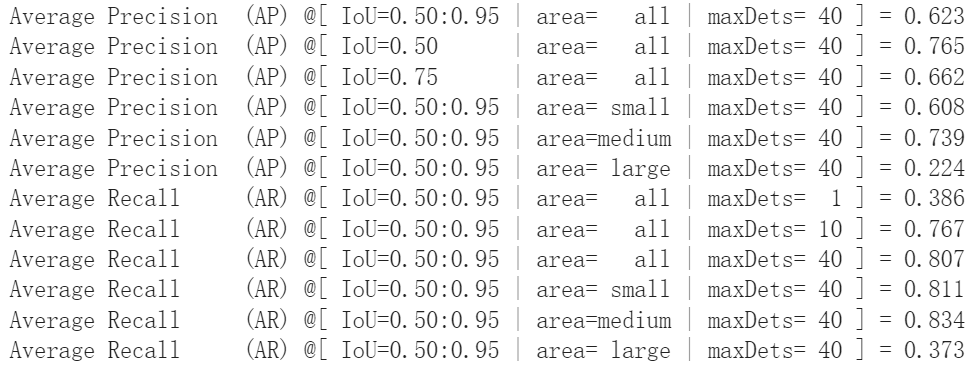 Average Precision  (AP) @[ IoU=0.50:0.95 | area=   all | maxDets= 40 ] = 0.623
Average Precision  (AP) @[ IoU=0.50      | area=   all | maxDets= 40 ] = 0.765
Average Precision  (AP) @[ IoU=0.75      | area=   all | maxDets= 40 ] = 0.662
Average Precision  (AP) @[ IoU=0.50:0.95 | area= small | maxDets= 40 ] = 0.608
Average Precision  (AP) @[ IoU=0.50:0.95 | area=medium | maxDets= 40 ] = 0.739
Average Precision  (AP) @[ IoU=0.50:0.95 | area= large | maxDets= 40 ] = 0.224
Average Recall     (AR) @[ IoU=0.50:0.95 | area=   all | maxDets=  1 ] = 0.386
Average Recall     (AR) @[ IoU=0.50:0.95 | area=   all | maxDets= 10 ] = 0.767
Average Recall     (AR) @[ IoU=0.50:0.95 | area=   all | maxDets= 40 ] = 0.807
Average Recall     (AR) @[ IoU=0.50:0.95 | area= small | maxDets= 40 ] = 0.811
Average Recall     (AR) @[ IoU=0.50:0.95 | area=medium | maxDets= 40 ] = 0.834
Average Recall     (AR) @[ IoU=0.50:0.95 | area= large | maxDets= 40 ] = 0.373